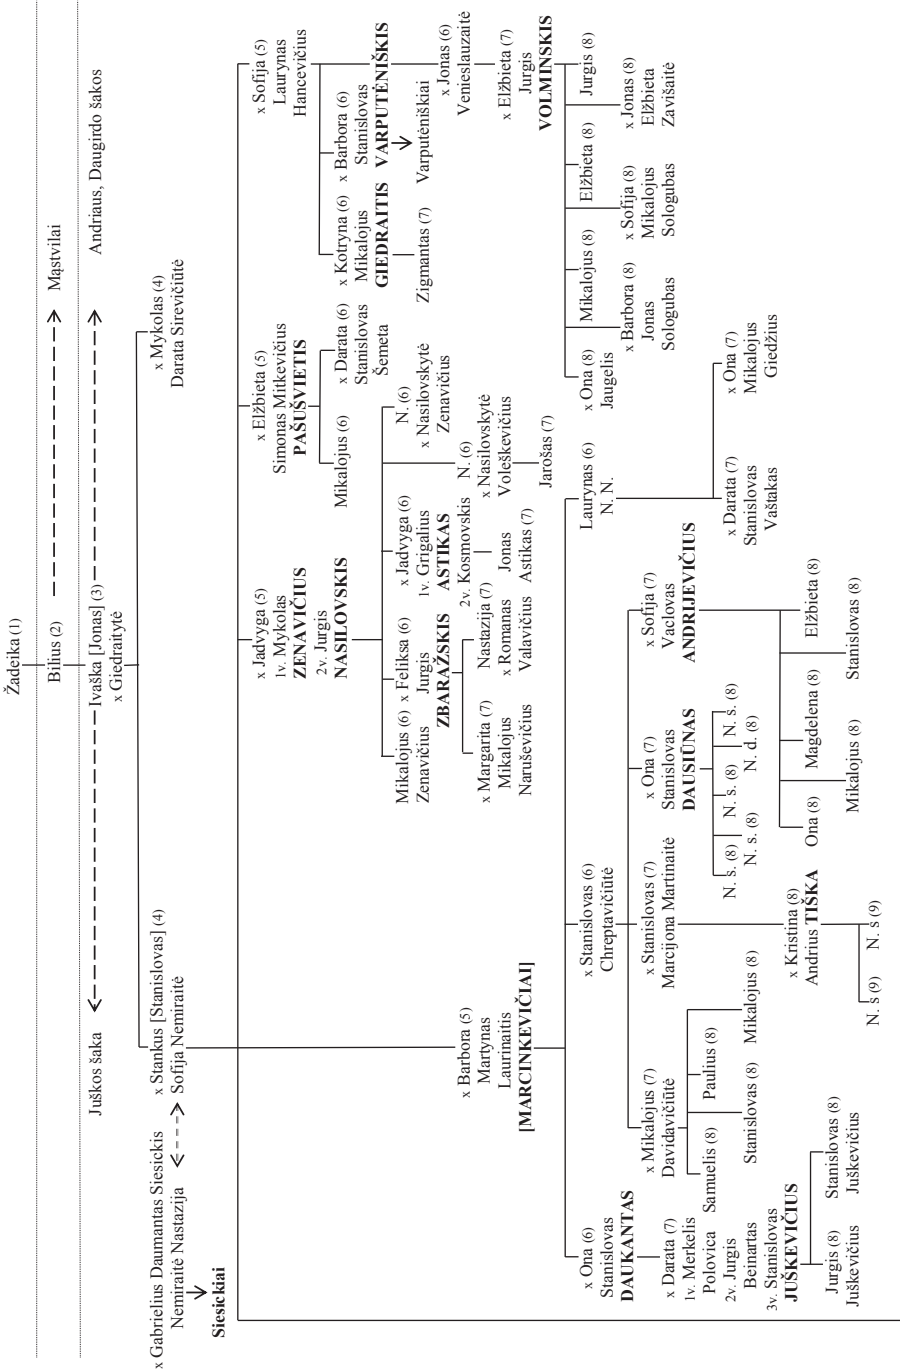 Žadeika (1)
Bilius (2)
Mąstvilai
Juškos šaka
Ivaška [Jonas] (3)
x Giedraitytė
Andriaus, Daugirdo šakos
x Gabrielius Daumantas Siesickis
Nemiraitė Nastazija
Siesickiai
x Stankus [Stanislovas] (4)
Sofija Nemiraitė
x Mykolas (4)
Darata Sirevičiūtė
x Barbora (5)
Martynas
Laurinaitis
[MARCINKEVIČIAI]
x Jadvyga (5)
1v. Mykolas
ZENAVIČIUS
2v. Jurgis
NASILOVSKIS
x Elžbieta (5)
Simonas Mitkevičius
PAŠUŠVIETIS
x Sofija (5)
Laurynas
Hancevičius
Mikalojus (6)
Zenavičius
x Feliksa (6)
Jurgis
ZBARAŽSKIS
x Jadvyga (6)
1v. Grigalius
ASTIKAS
2v. Kosmovskis
Jonas
Astikas (7)
N. (6)
x Nasilovskytė
Voleškevičius
Jarošas (7)
N. (6)
x Nasilovskytė
Zenavičius
x Margarita (7)
Mikalojus
Naruševičius
Nastazija (7)
x Romanas
Valavičius
Mikalojus (6)
x Darata (6)
Stanislovas
Šemeta
x Kotryna (6)
Mikalojus
GIEDRAITIS
Zigmantas (7)
x Barbora (6)
Stanislovas
VARPUTĖNIŠKIS
Varputėniškiai
x Jonas (6)
Venieslauzaitė
x Elžbieta (7)
Jurgis
VOLMINSKIS
x Ona (8)
Jaugelis
x Barbora (8)
Jonas
Sologubas
Mikalojus (8)
x Sofija (8)
Mikalojus
Sologubas
Elžbieta (8)
x Jonas (8)
Elžbieta
Zavišaitė
Jurgis (8)
x Ona (6)
Stanislovas
DAUKANTAS
x Darata (7)
1v. Merkelis
Polovica
2v. Jurgis
Beinartas
3v. Stanislovas
JUŠKEVIČIUS
Jurgis (8)
Juškevičius
Stanislovas (8)
Juškevičius
x Stanislovas (6)
Chreptavičiūtė
Laurynas (6)
N. N.
x Darata (7)
Stanislovas
Vaštakas
x Ona (7)
Mikalojus
Giedžius
x Mikalojus (7)
Davidavičiūtė
Samuelis (8)
Stanislovas (8)
Paulius (8)
Mikalojus (8)
x Stanislovas (7)
Marcijona Martinaitė
x Kristina (8)
Andrius TIŠKA
N. š (9)
N. š (9)
x Ona (7)
Stanislovas
DAUSIŪNAS
N. s. (8)
N. s. (8)
N. s. (8)
N. d. (8)
N. s. (8)
x Sofija (7)
Vaclovas
ANDRIJEVIČIUS
Ona (8)
Mikalojus (8)
Magdelena (8)
Stanislovas (8)
Elžbieta (8)